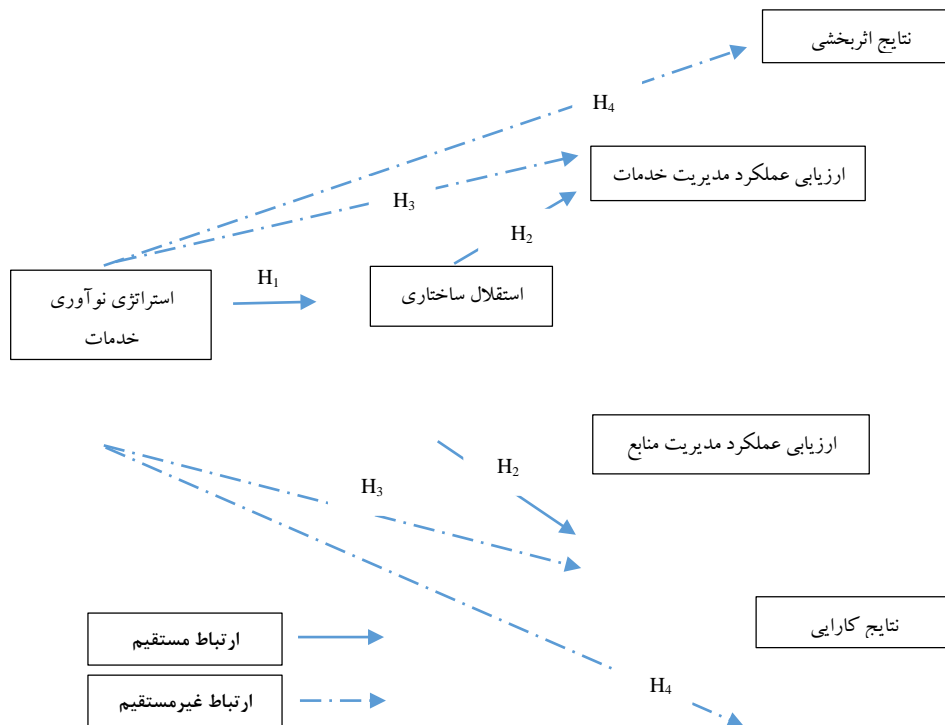 نتایج اثربخشی
H4
ارزیابی عملکرد مدیریت خدمات
H3
H2
H1
استراتژی نوآوری
خدمات
استقلال ساختاری
ارزیابی عملکرد مدیریت منابع
H2
H3
نتایج کارایی
ارتباط مستقیم
H4
ارتباط غیرمستقیم